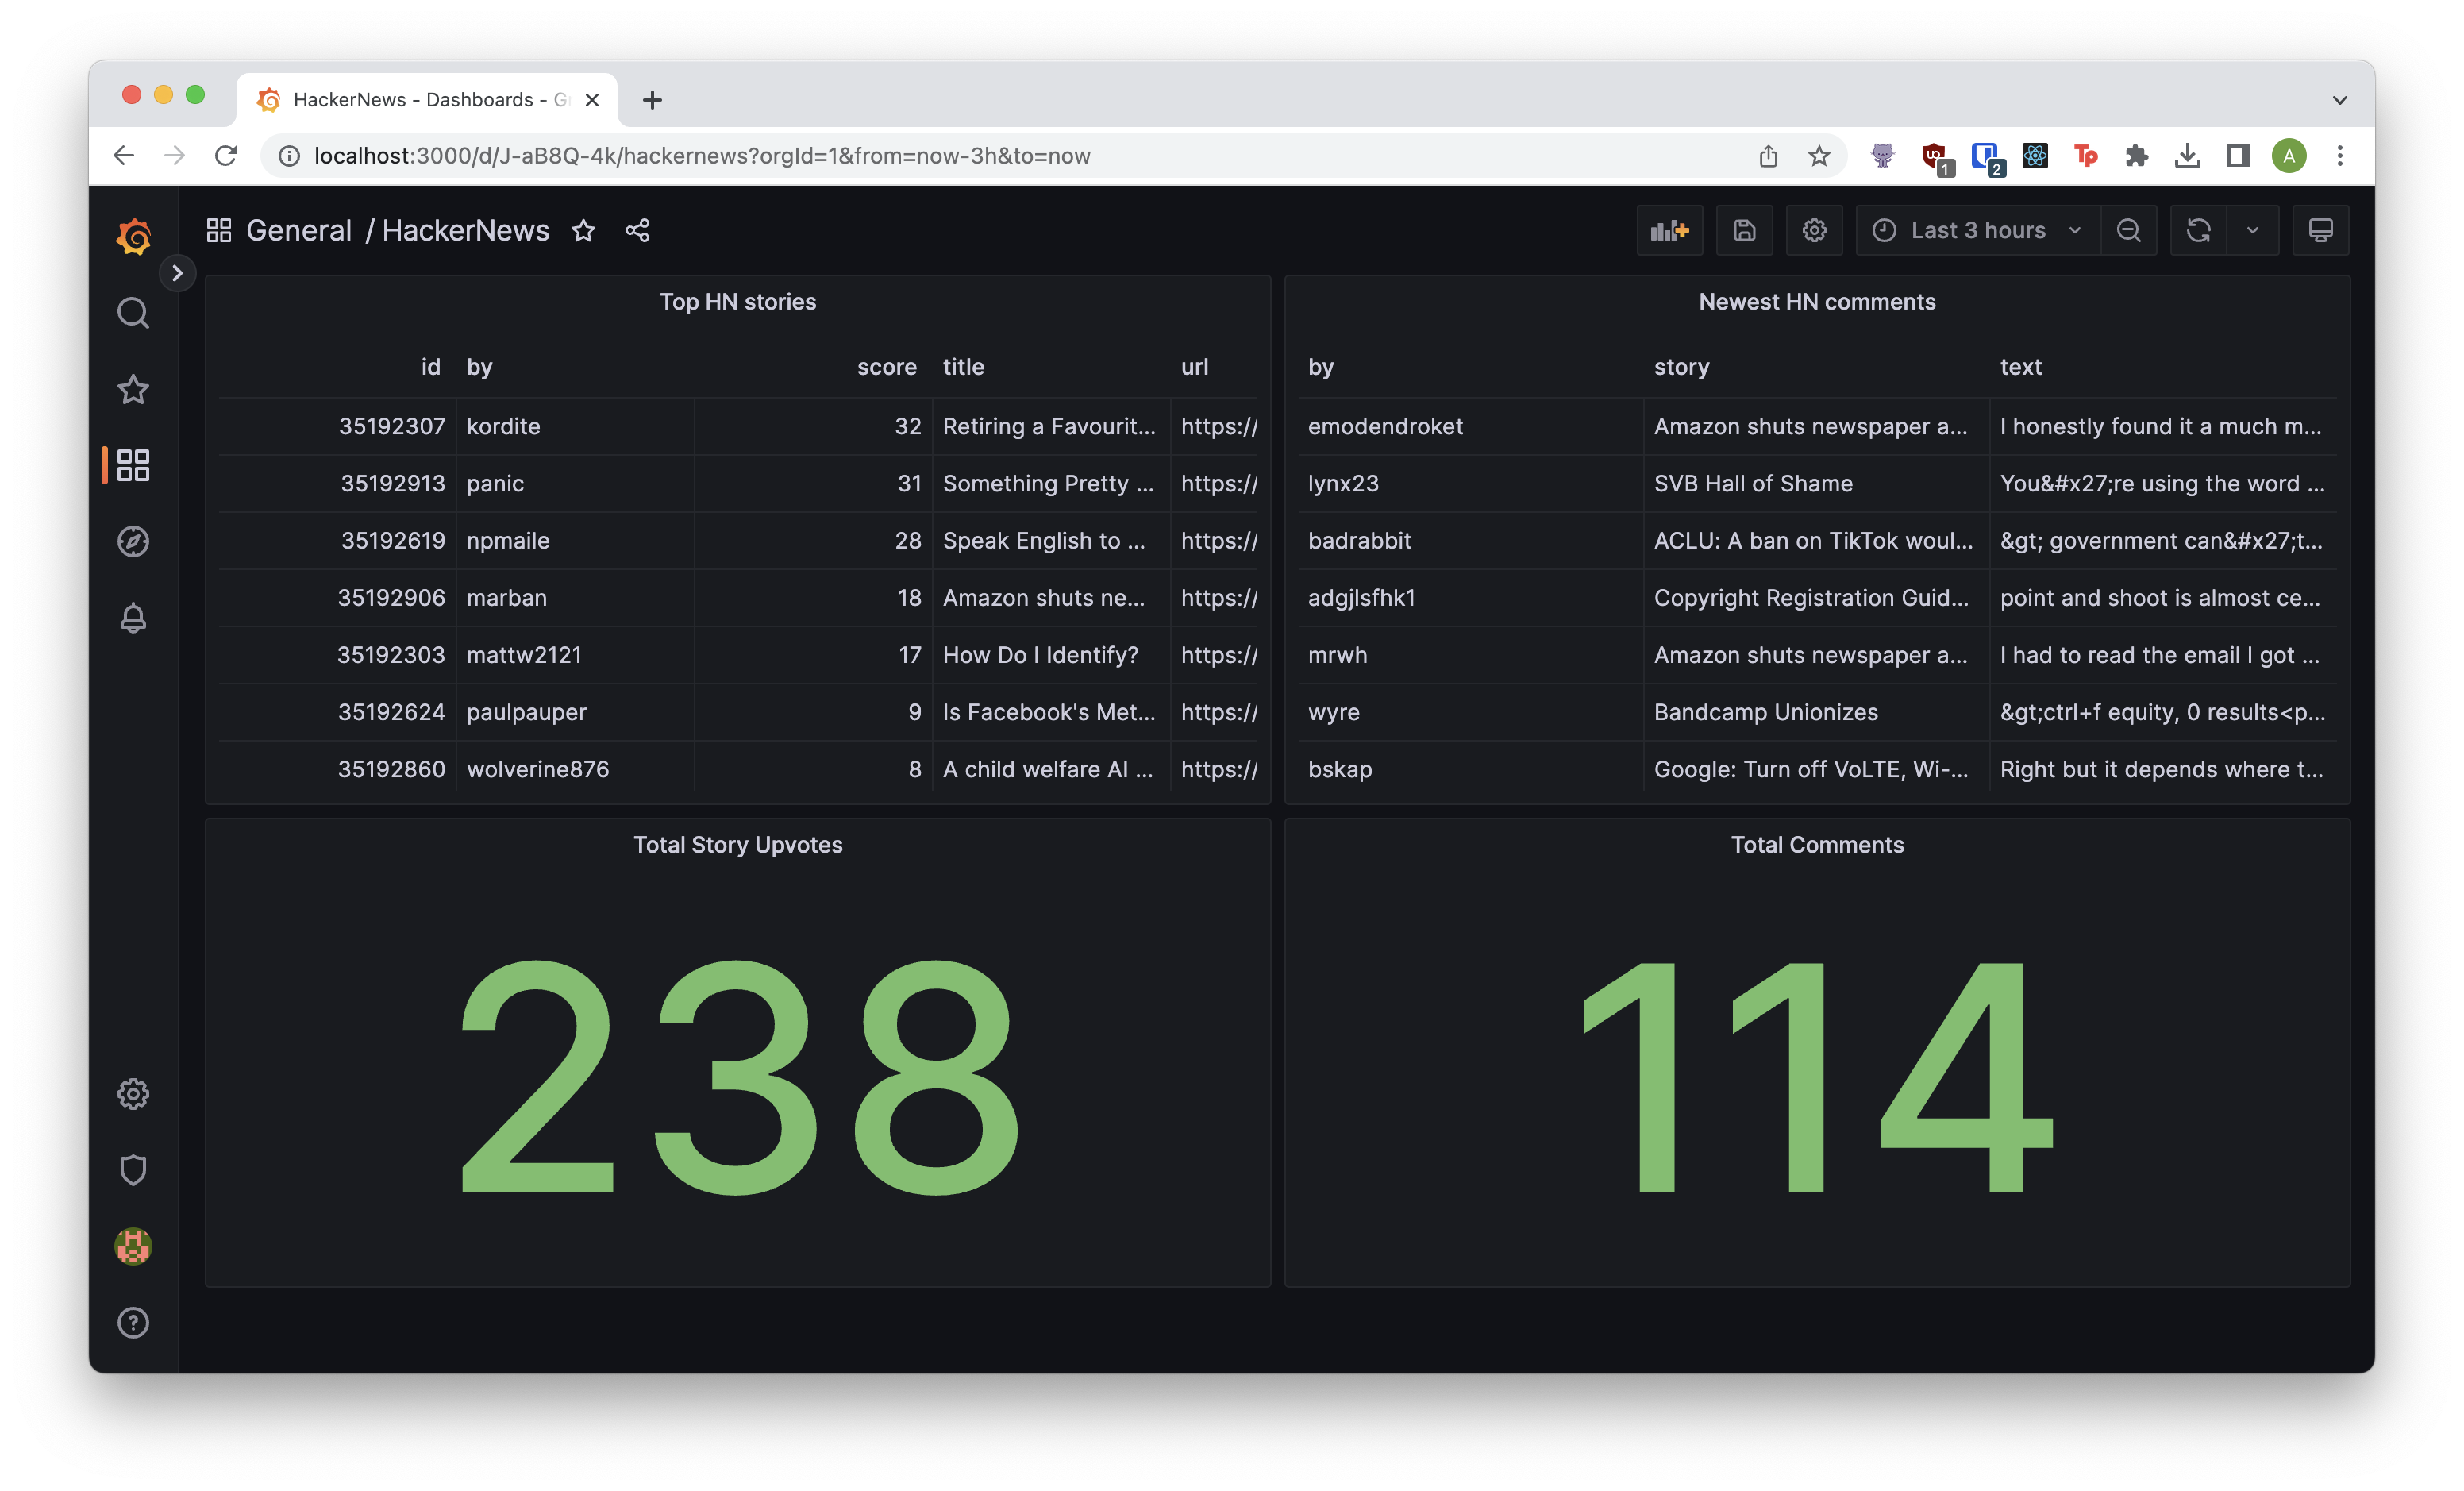 HackerNews - Dashboards - G
localhost:3000/d/J-aB8Q-4k/hackernews?orgId=1&from=now-3h&to=now
1
2
Tp
A
General / HackerNews
Last 3 hours
Top HN stories
id by score title url
35192307 kordite 32 Retiring a Favourit... https://
35192913 panic 31 Something Pretty ... https://
35192619 npmaile 28 Speak English to ... https://
35192906 marban 18 Amazon shuts ne... https://
35192303 mattw2121 17 How Do I Identify? https://
35192624 paulpauper 9 Is Facebook's Met... https://
35192860 wolverine876 8 A child welfare AI ... https://
Newest HN comments
by story text
emodendroket Amazon shuts newspaper a... I honestly found it a much m...
lynx23 SVB Hall of Shame You&#x27;re using the word ...
badrabbit ACLU: A ban on TikTok woul... &gt; government can&#x27;t...
adgjlsfhk1 Copyright Registration Guid... point and shoot is almost ce...
mrwh Amazon shuts newspaper a... I had to read the email I got ...
wyre Bandcamp Unionizes &gt;ctrl+f equity, 0 results<p...
bskap Google: Turn off VoLTE, Wi-... Right but it depends where t...
Total Story Upvotes
238
Total Comments
114